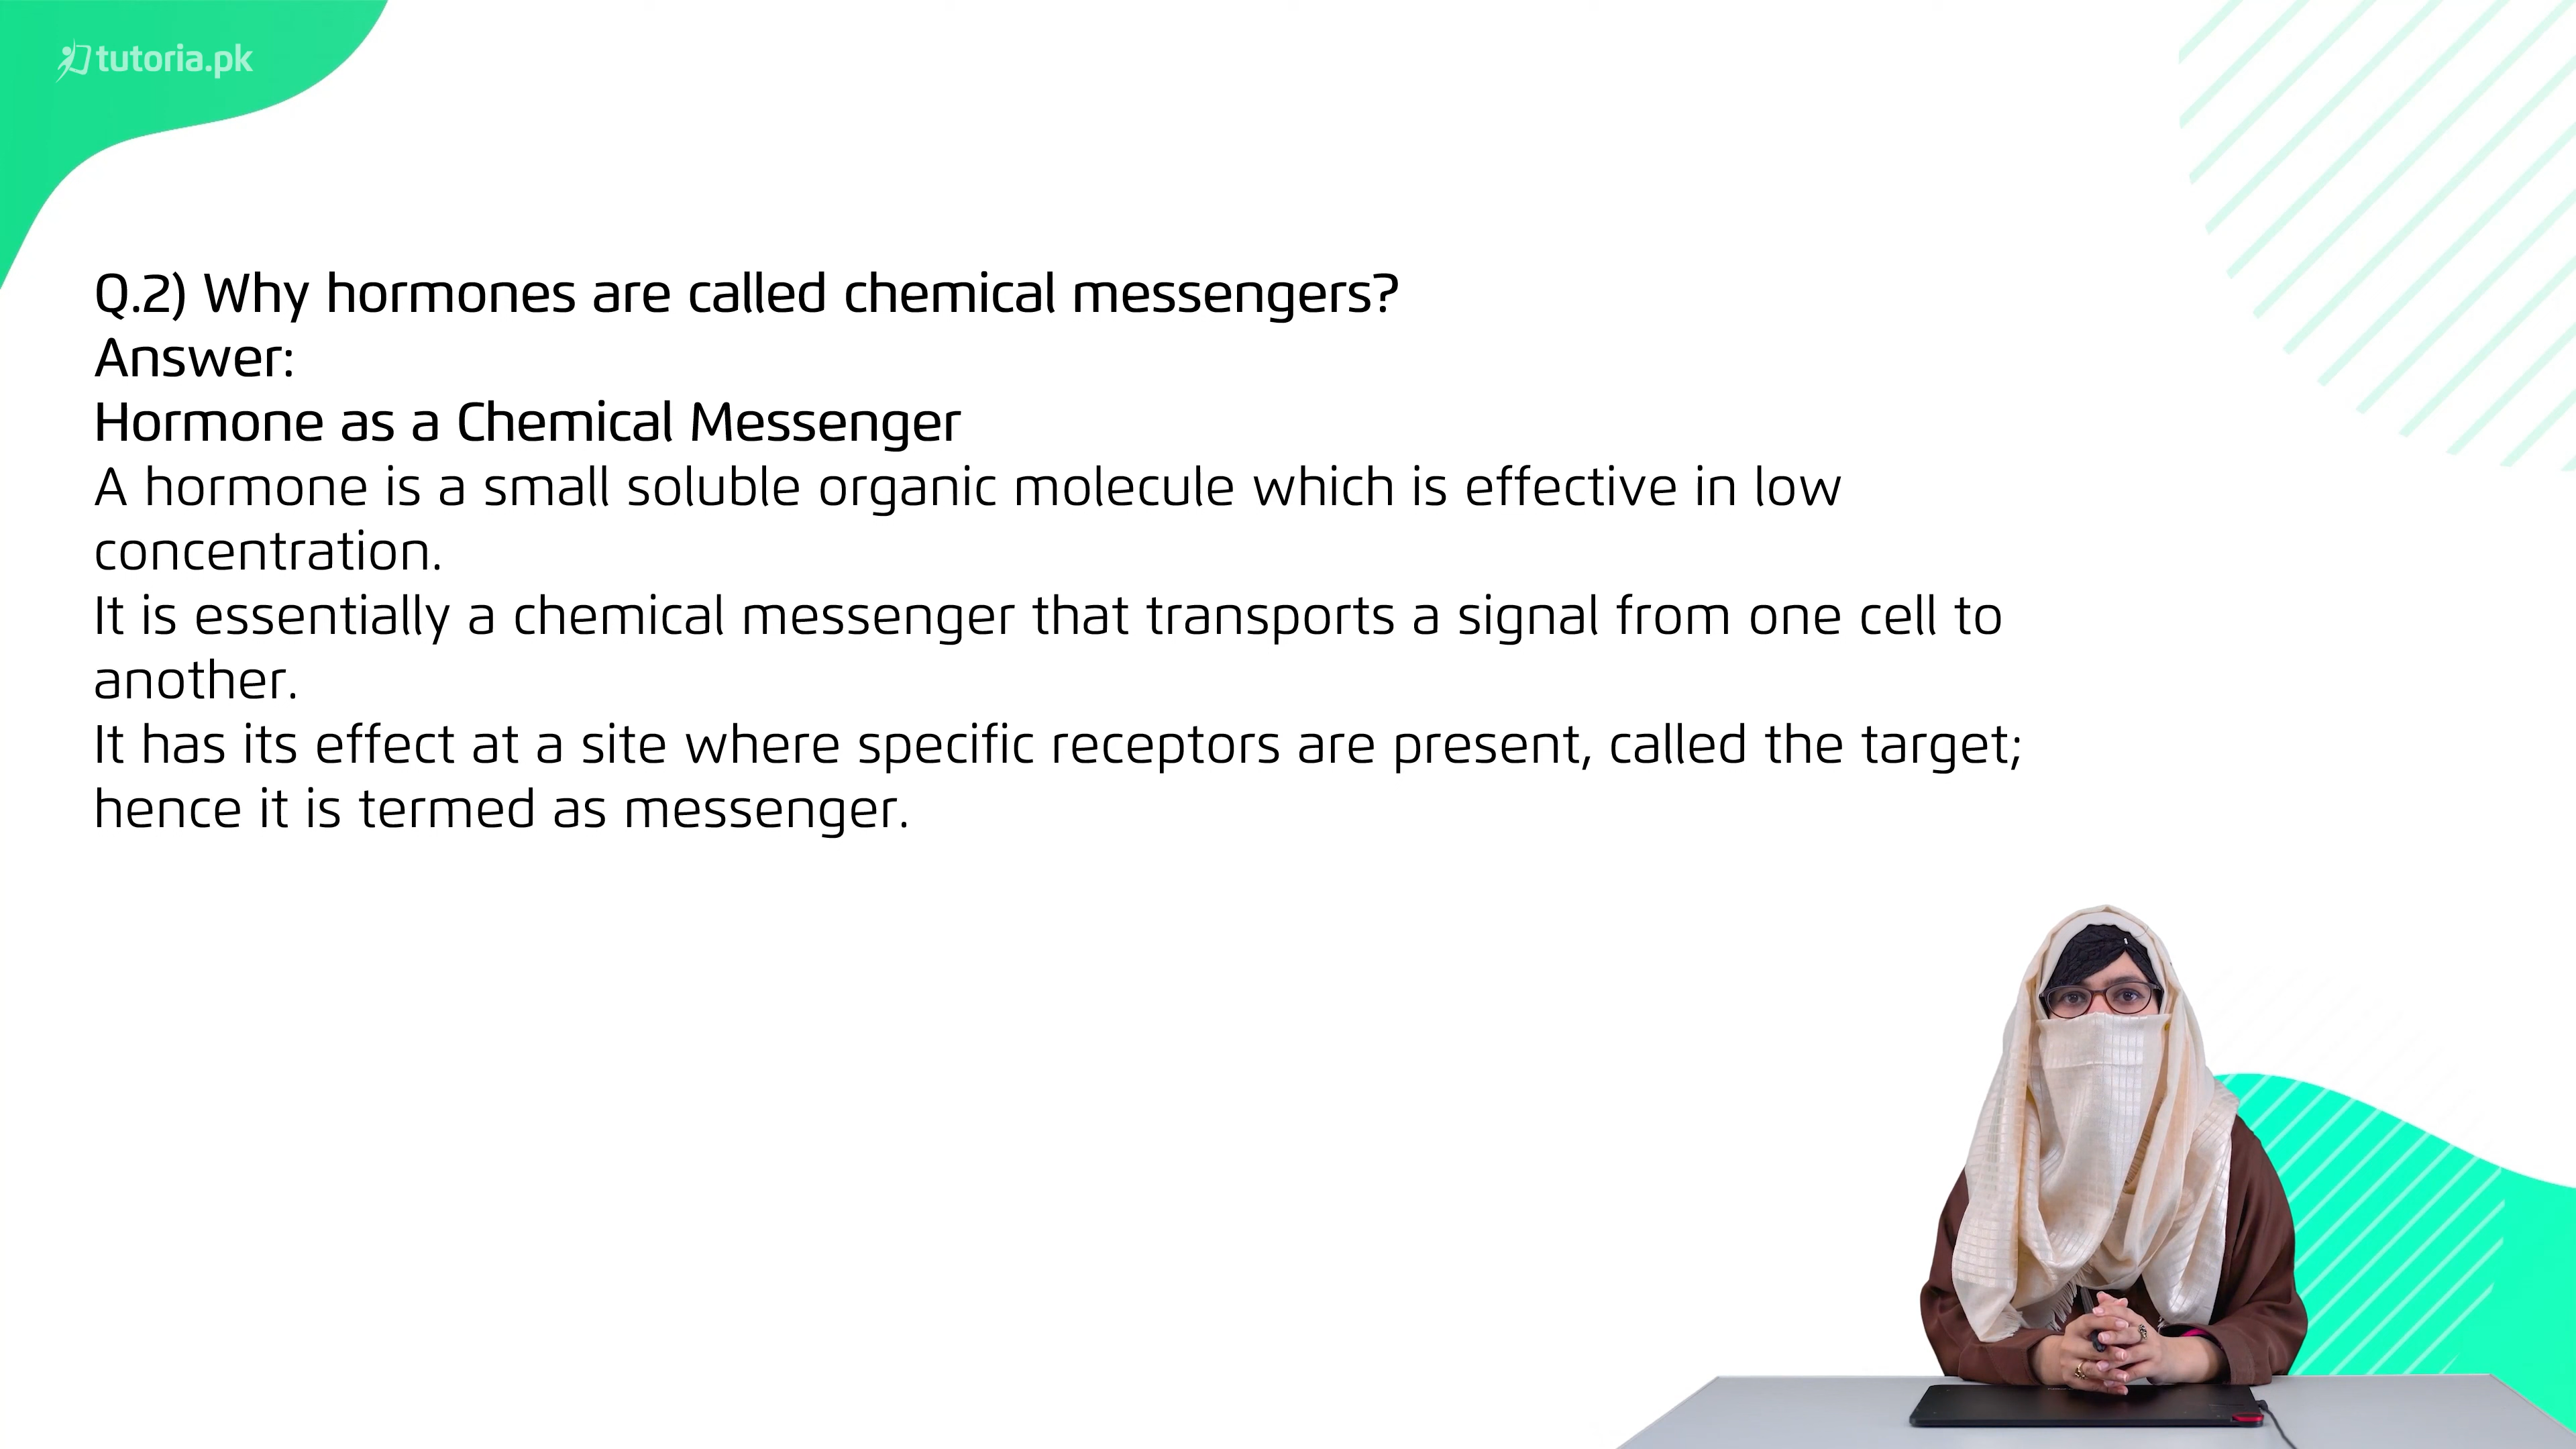 tutoria.pk
Q.2) Why hormones are called chemical messengers?
Answer:
Hormone as a Chemical Messenger
A hormone is a small soluble organic molecule which is effective in low
concentration.
It is essentially a chemical messenger that transports a signal from one cell to
another.
It has its effect at a site where specific receptors are present, called the target;
hence it is termed as messenger.